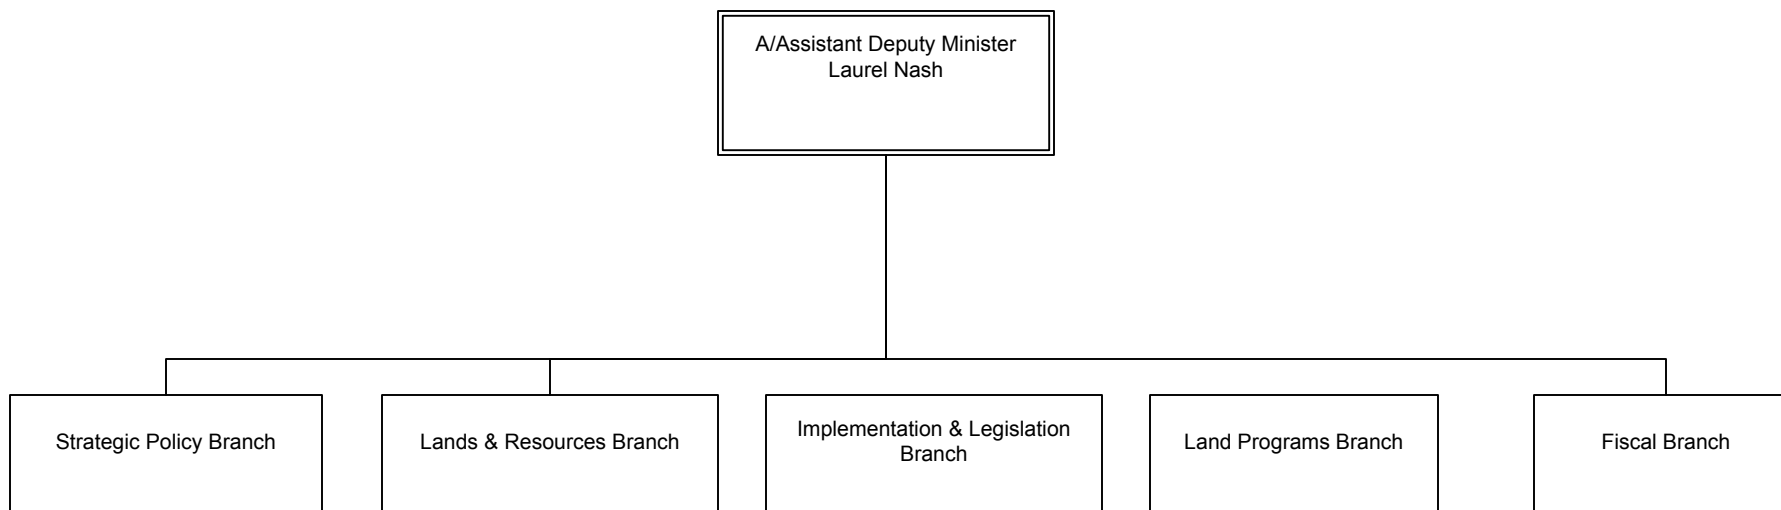 A/Assistant Deputy Minister
Laurel Nash
Strategic Policy Branch
Lands & Resources Branch
Implementation & Legislation
Branch
Land Programs Branch
Fiscal Branch